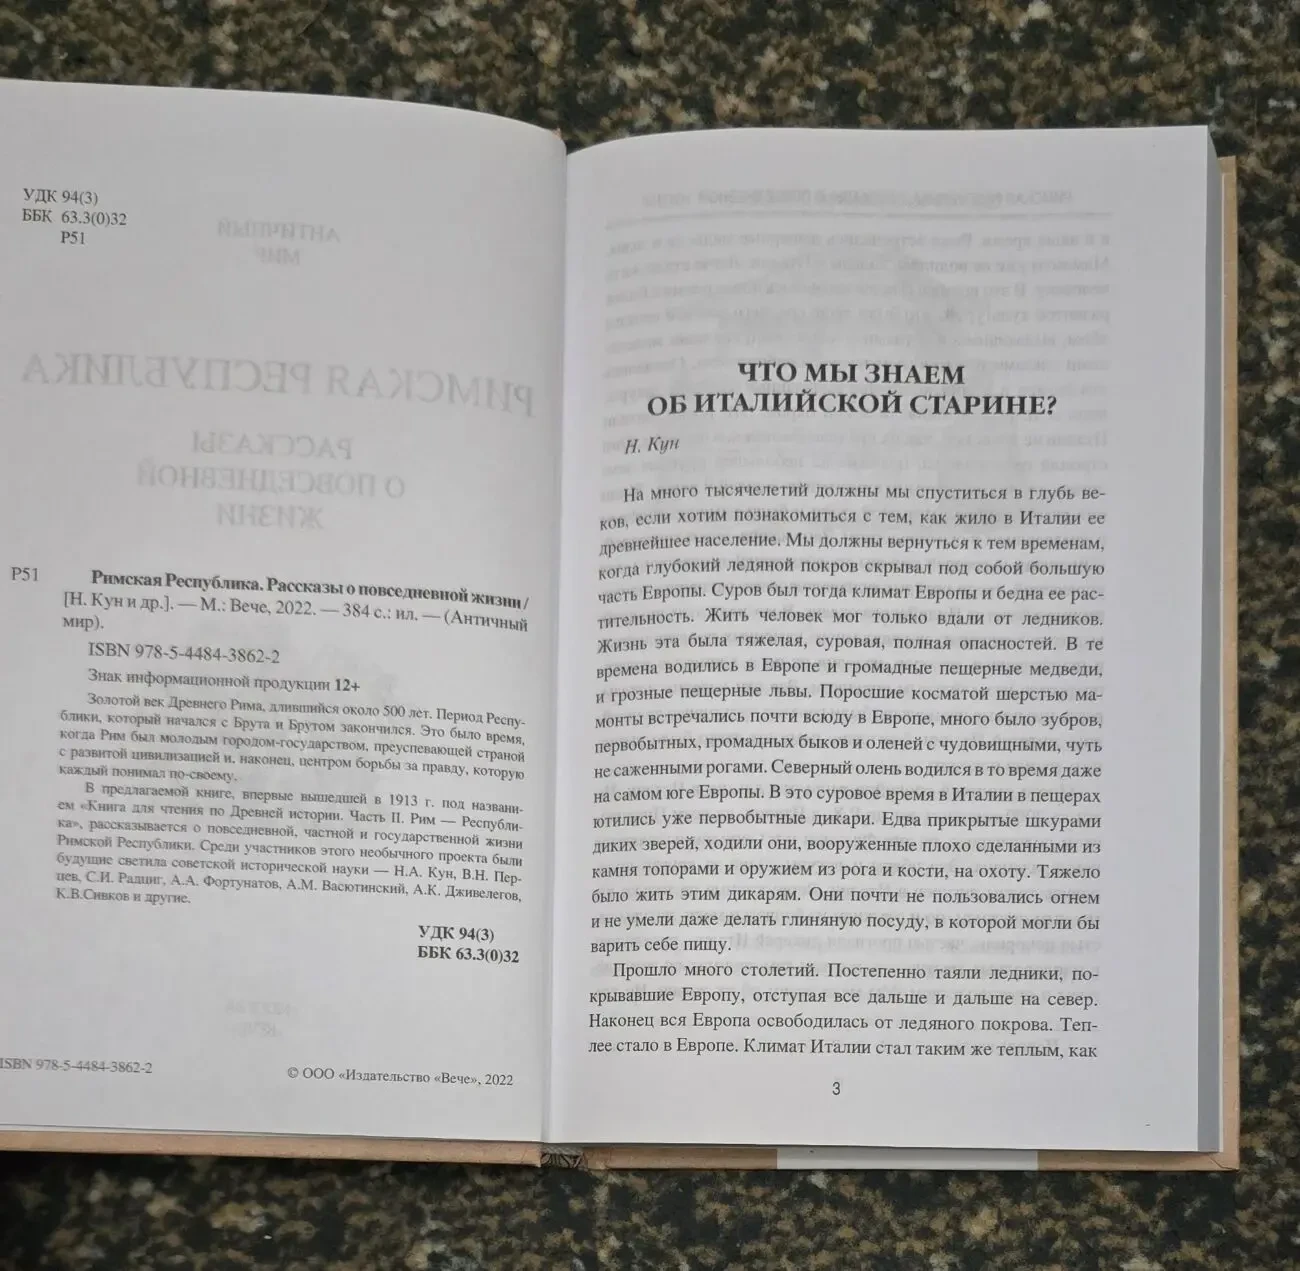 УДК 94(3)
ББК 63.3(0)32
Р51
Р51
Римская Республика. Рассказы о повседневной жизни /
[Н. Кун и др.]. — М.: Вече, 2022. — 384 с.: ил. — (Античный
мир).
ISBN 978-5-4484-3862-2
Знак информационной продукции 12+
Золотой век Древнего Рима, длившийся около 500 лет. Период Респу-
блики, который начался с Брута и Брутом закончился. Это было время,
когда Рим был молодым городом-государством, преуспевающей страной
с развитой цивилизацией и, наконец, центром борьбы за правду, которую
каждый понимал по-своему.
В предлагаемой книге, впервые вышедшей в 1913 г. под названи-
ем «Книга для чтения по Древней истории. Часть II. Рим — Республи-
ка», рассказывается о повседневной, частной и государственной жизни
Римской Республики. Среди участников этого необычного проекта были
будущие светила советской исторической науки — Н.А. Кун, В.Н. Пер-
цев, С.И. Радциг, А.А. Фортунатов, А.М. Васютинский, А.К. Дживелегов,
К.В.Сивков и другие.
УДК 94(3)
ББК 63.3(0)32
ISBN 978-5-4484-3862-2
© ООО «Издательство «Вече», 2022
ЧТО МЫ ЗНАЕМ
ОБ ИТАЛИЙСКОЙ СТАРИНЕ?
Н. Кун
На много тысячелетий должны мы спуститься в глубь ве-
ков, если хотим познакомиться с тем, как жило в Италии ее
древнейшее население. Мы должны вернуться к тем временам,
когда глубокий ледяной покров скрывал под собой большую
часть Европы. Суров был тогда климат Европы и бедна ее рас-
тительность. Жить человек мог только вдали от ледников.
Жизнь эта была тяжелая, суровая, полная опасностей. В те
времена водились в Европе и громадные пещерные медведи,
и грозные пещерные львы. Поросшие косматой шерстью ма-
монты встречались почти всюду в Европе, много было зубров,
первобытных, громадных быков и оленей с чудовищными, чуть
не саженными рогами. Северный олень водился в то время даже
на самом юге Европы. В это суровое время в Италии в пещерах
ютились уже первобытные дикари. Едва прикрытые шкурами
диких зверей, ходили они, вооруженные плохо сделанными из
камня топорами и оружием из рога и кости, на охоту. Тяжело
было жить этим дикарям. Они почти не пользовались огнем
и не умели даже делать глиняную посуду, в которой могли бы
варить себе пищу.
Прошло много столетий. Постепенно таяли ледники, по-
крывавшие Европу, отступая все дальше и дальше на север.
Наконец вся Европа освободилась от ледяного покрова. Теп-
лее стало в Европе. Климат Италии стал таким же теплым, как
3